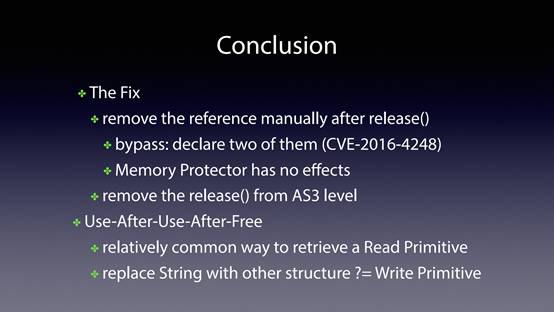 Conclusion
The Fix
remove the reference manually after release()
bypass: declare two of them (CVE-2016-4248)
Memory Protector has no effects
remove the release() from AS3 level
Use-After-Use-After-Free
relatively common way to retrieve a Read Primitive
replace String with other structure ?= Write Primitive